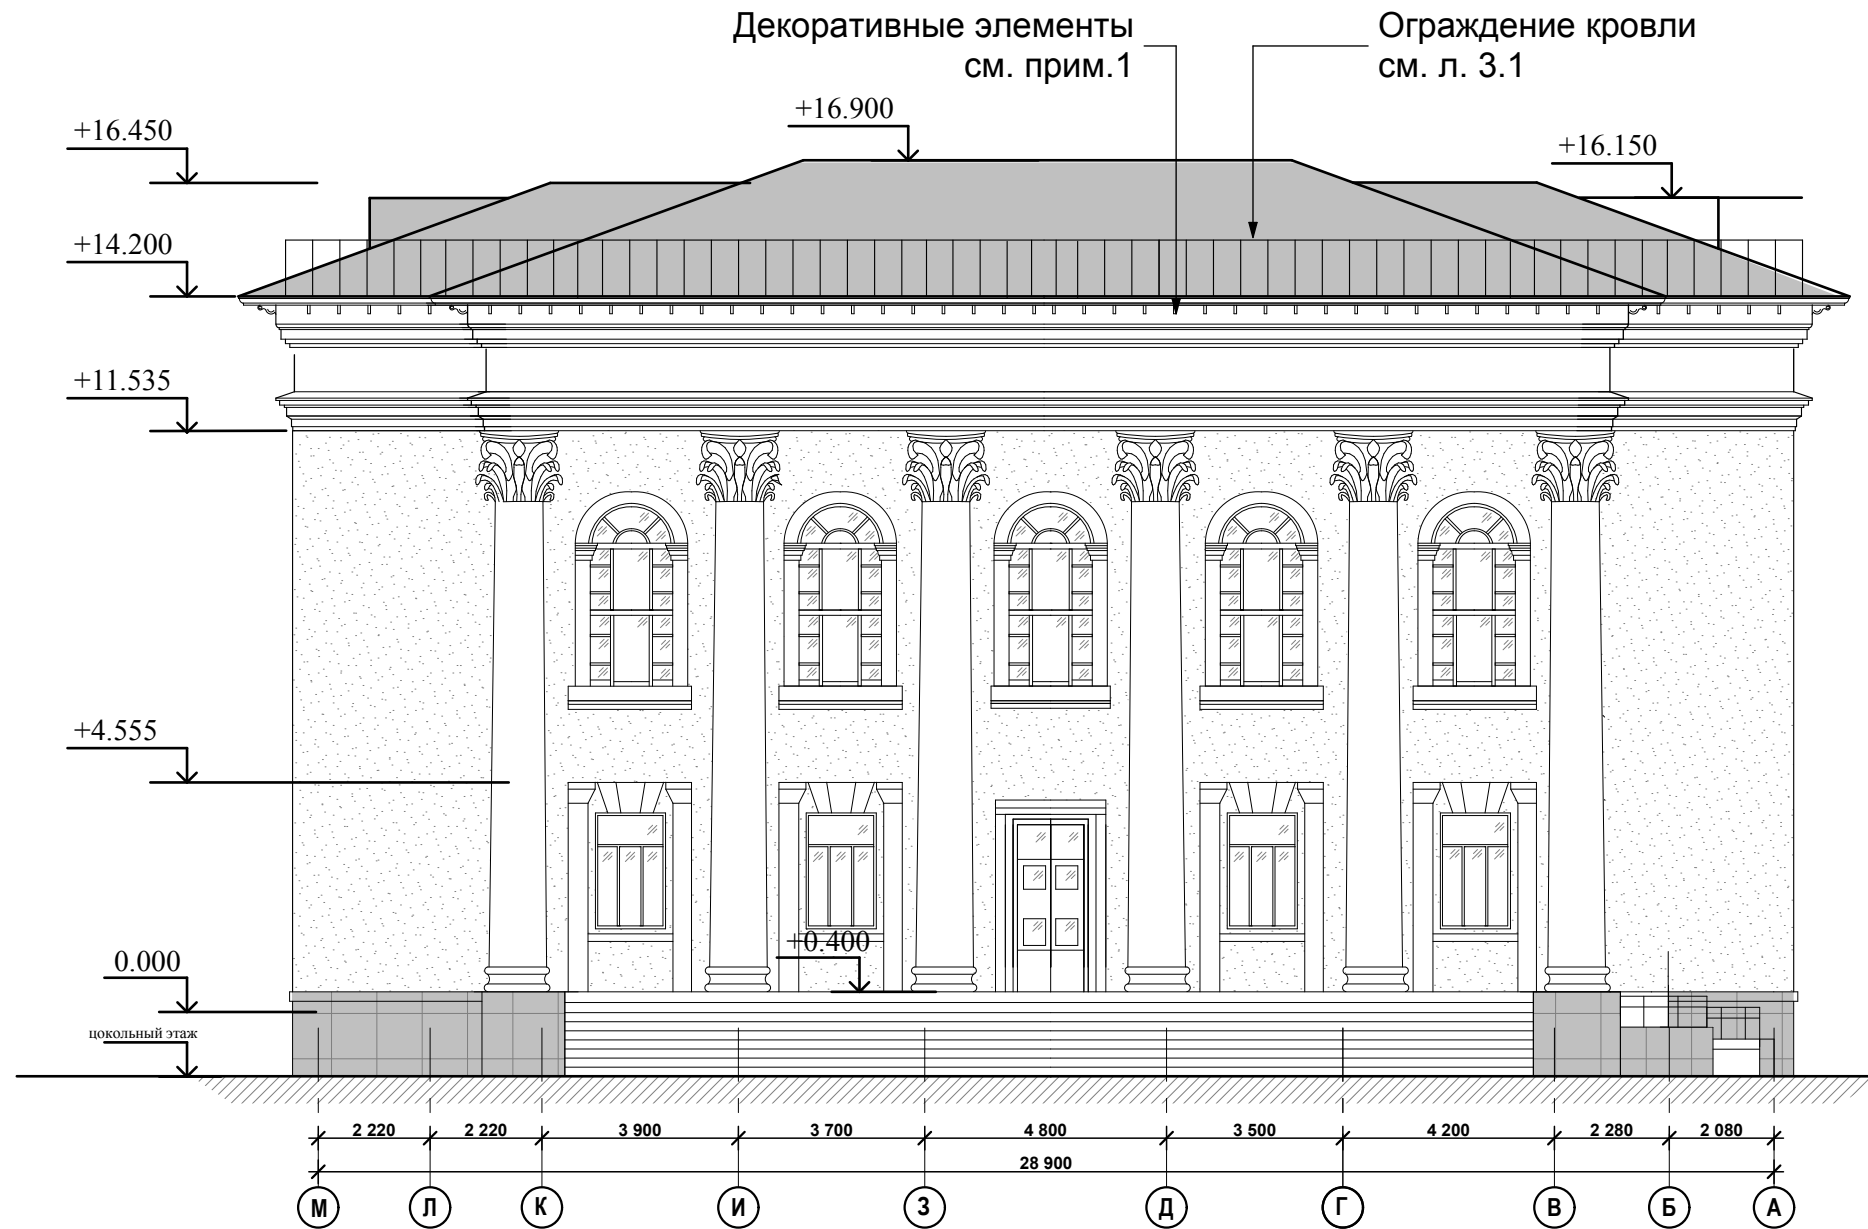 Декоративные элементы
см. прим.1
Ограждение кровли
см. л. 3.1
+16.900
+16.450
+16.150
+14.200
+11.535
+4.555
+0.400
0.000
цокольный этаж
2 220 2 220 3 900 3 700 4 800 3 500 4 200 2 280 2 080
28 900
М Л К И З Д Г В Б А